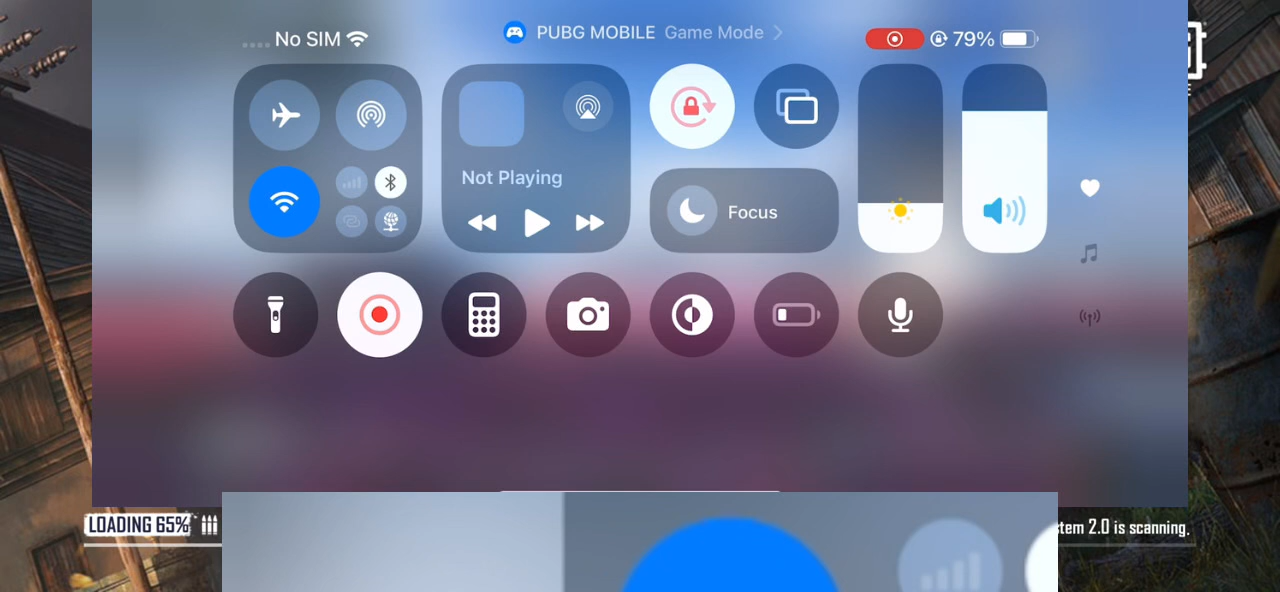 No SIM
PUBG MOBILE Game Mode
79%
Not Playing
Focus
LOADING 65%
stem 2.0 is scanning.